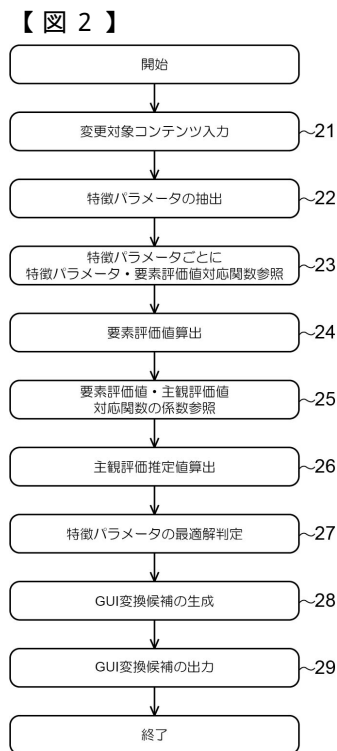 【図2】
開始
変更対象コンテンツ入力
21
特徴パラメータの抽出
22
特徴パラメータごとに
特徴パラメータ・要素評価値対応関数参照
23
要素評価値算出
24
要素評価値・主観評価値
対応関数の係数参照
25
主観評価推定値算出
26
特徴パラメータの最適解判定
27
GUI変換候補の生成
28
GUI変換候補の出力
29
終了